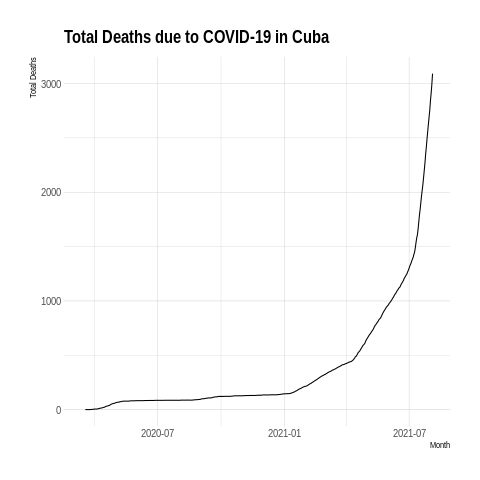 Total Deaths due to COVID-19 in Cuba
Total Deaths
3000
2000
1000
0
2020-07
2021-01
2021-07
Month